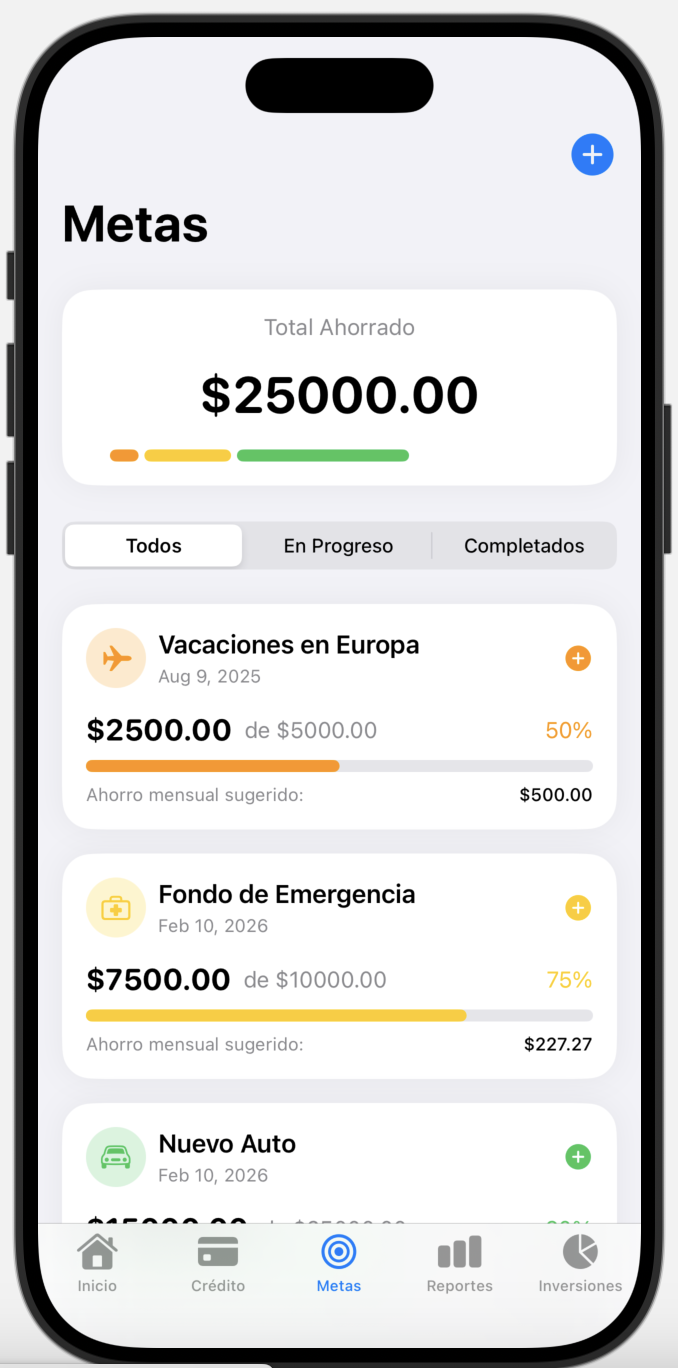 Metas
Total Ahorrado
$25000.00
Todos En Progreso Completados
Vacaciones en Europa
Aug 9, 2025
$2500.00 de $5000.00 50%
Ahorro mensual sugerido: $500.00
Fondo de Emergencia
Feb 10, 2026
$7500.00 de $10000.00 75%
Ahorro mensual sugerido: $227.27
Nuevo Auto
Feb 10, 2026
Inicio Crédito Metas Reportes Inversiones